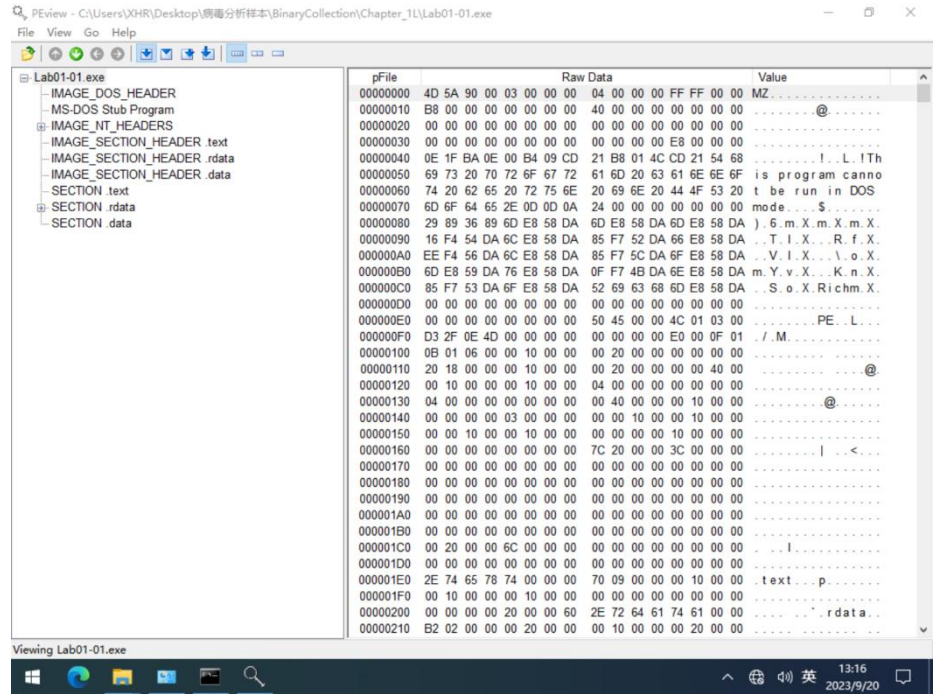 PEview - C:\Users\XHR\Desktop\病毒分析样本\BinaryCollection\Chapter_1L\Lab01-01.exe
File View Go Help
Lab01-01.exe
IMAGE_DOS_HEADER
MS-DOS Stub Program
IMAGE_NT_HEADERS
IMAGE_SECTION_HEADER .text
IMAGE_SECTION_HEADER .rdata
IMAGE_SECTION_HEADER .data
SECTION .text
SECTION .rdata
SECTION .data
pFile Raw Data Value
00000000 4D 5A 90 00 03 00 00 00 04 00 00 00 FF FF 00 00 MZ..............
00000010 B8 00 00 00 00 00 00 00 40 00 00 00 00 00 00 00 ........@.......
00000020 00 00 00 00 00 00 00 00 00 00 00 00 00 00 00 00 ................
00000030 00 00 00 00 00 00 00 00 00 00 00 00 E8 00 00 00 ................
00000040 0E 1F BA 0E 00 B4 09 CD 21 B8 01 4C CD 21 54 68 ........!..L.!Th
00000050 69 73 20 70 72 6F 67 72 61 6D 20 63 61 6E 6E 6F is program canno
00000060 74 20 62 65 20 72 75 6E 20 69 6E 20 44 4F 53 20 t be run in DOS
00000070 6D 6F 64 65 2E 0D 0D 0A 24 00 00 00 00 00 00 00 mode....$.......
00000080 29 89 36 89 6D E8 58 DA 6D E8 58 DA 6D E8 58 DA ).6.m.X.m.X.m.X.
00000090 16 F4 54 DA 6C E8 58 DA 85 F7 52 DA 66 E8 58 DA ..T.l.X...R.f.X.
000000A0 EE F4 56 DA 6C E8 58 DA 85 F7 5C DA 6F E8 58 DA ..V.l.X...\.o.X.
000000B0 6D E8 59 DA 76 E8 58 DA 0F F7 4B DA 6E E8 58 DA m.Y.v.X...K.n.X.
000000C0 85 F7 53 DA 6F E8 58 DA 52 69 63 68 6D E8 58 DA ..S.o.X.Richm.X.
000000D0 00 00 00 00 00 00 00 00 00 00 00 00 00 00 00 00 ................
000000E0 00 00 00 00 00 00 00 00 50 45 00 00 4C 01 03 00 ........PE..L...
000000F0 D3 2F 0E 4D 00 00 00 00 00 00 00 00 E0 00 0F 01 ./.M............
00000100 0B 01 06 00 00 10 00 00 00 20 00 00 00 00 00 00 ......... ......
00000110 20 18 00 00 00 10 00 00 00 20 00 00 00 00 40 00 ........ ....@.
00000120 00 10 00 00 00 10 00 00 04 00 00 00 00 00 00 00 ................
00000130 04 00 00 00 00 00 00 00 00 40 00 00 00 10 00 00 .........@......
00000140 00 00 00 00 03 00 00 00 00 00 10 00 00 10 00 00 ................
00000150 00 00 10 00 00 10 00 00 00 00 00 00 10 00 00 00 ................
00000160 00 00 00 00 00 00 00 00 7C 20 00 00 3C 00 00 00 ........| ..<...
00000170 00 00 00 00 00 00 00 00 00 00 00 00 00 00 00 00 ................
00000180 00 00 00 00 00 00 00 00 00 00 00 00 00 00 00 00 ................
00000190 00 00 00 00 00 00 00 00 00 00 00 00 00 00 00 00 ................
000001A0 00 00 00 00 00 00 00 00 00 00 00 00 00 00 00 00 ................
000001B0 00 00 00 00 00 00 00 00 00 00 00 00 00 00 00 00 ................
000001C0 00 20 00 00 6C 00 00 00 00 00 00 00 00 00 00 00 . ..l...........
000001D0 00 00 00 00 00 00 00 00 00 00 00 00 00 00 00 00 ................
000001E0 2E 74 65 78 74 00 00 00 70 09 00 00 00 10 00 00 .text...p.......
000001F0 00 10 00 00 00 10 00 00 00 00 00 00 00 00 00 00 ................
00000200 00 00 00 00 20 00 00 60 2E 72 64 61 74 61 00 00 .... ..`.rdata..
00000210 B2 02 00 00 00 20 00 00 00 10 00 00 00 20 00 00 ..... ....... ..
Viewing Lab01-01.exe
英
13:16
2023/9/20